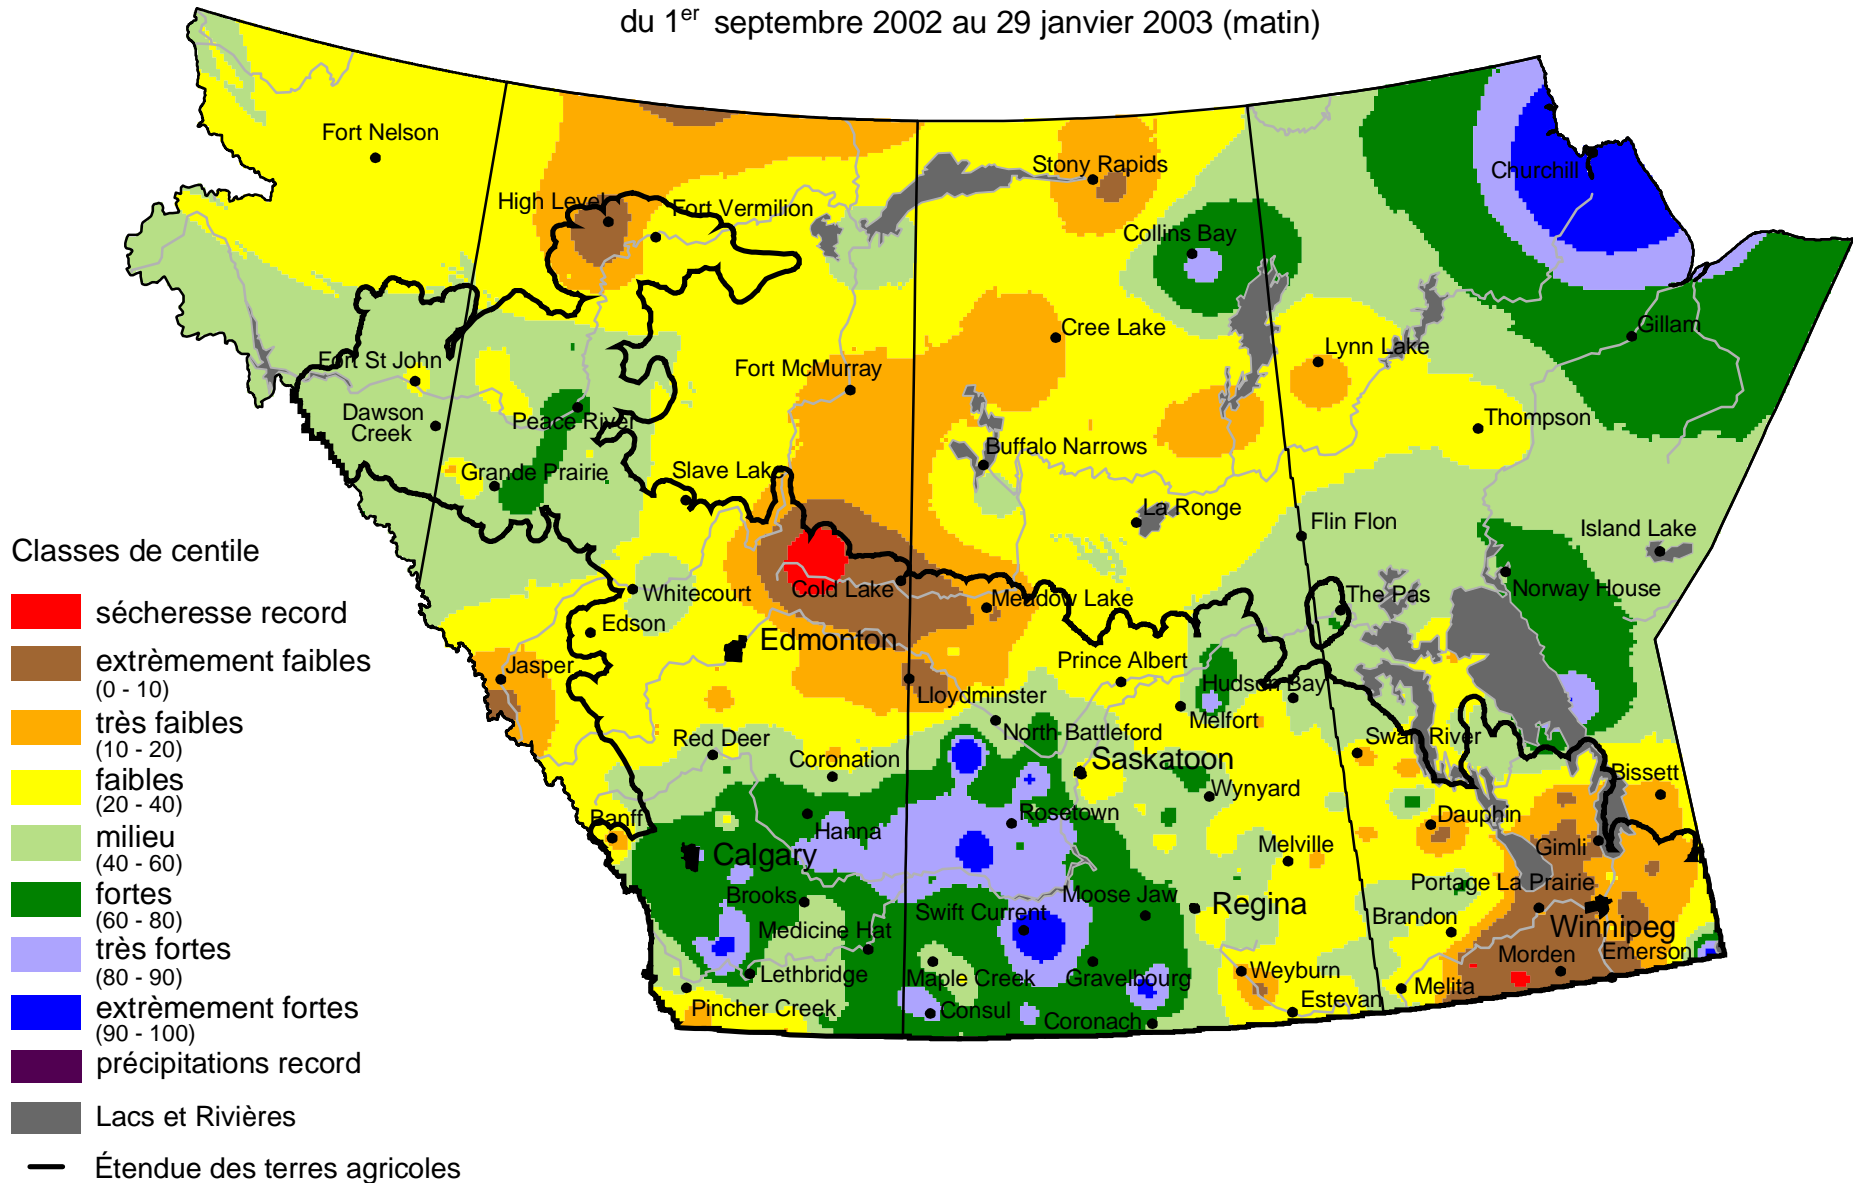 du 1er septembre 2002 au 29 janvier 2003 (matin)
Fort Nelson
Stony Rapids
Churchill
High Level
Fort Vermilion
Collins Bay
Gillam
Cree Lake
Lynn Lake
Fort St John
Fort McMurray
Dawson
Creek
Peace River
Thompson
Buffalo Narrows
Grande Prairie
Slave Lake
La Ronge
Flin Flon
Island Lake
Classes de centile
Cold Lake
Whitecourt
Meadow Lake
The Pas
Norway House
sécheresse record
Edson
Edmonton
extrèmement faibles
(0 - 10)
Jasper
Prince Albert
Lloydminster
Hudson Bay
très faibles
(10 - 20)
Melfort
North Battleford
Red Deer
Swan River
Coronation
Saskatoon
Bissett
faibles
(20 - 40)
Wynyard
Banff
Hanna
Rosetown
Dauphin
milieu
(40 - 60)
Calgary
Melville
Gimli
fortes
(60 - 80)
Brooks
Moose Jaw
Portage La Prairie
Swift Current
Regina
Brandon
Winnipeg
Medicine Hat
très fortes
(80 - 90)
Lethbridge
Maple Creek
Gravelbourg
Weyburn
Morden
Emerson
Melita
Pincher Creek
Consul
Estevan
Coronach
extrèmement fortes
(90 - 100)
précipitations record
Lacs et Rivières
Étendue des terres agricoles